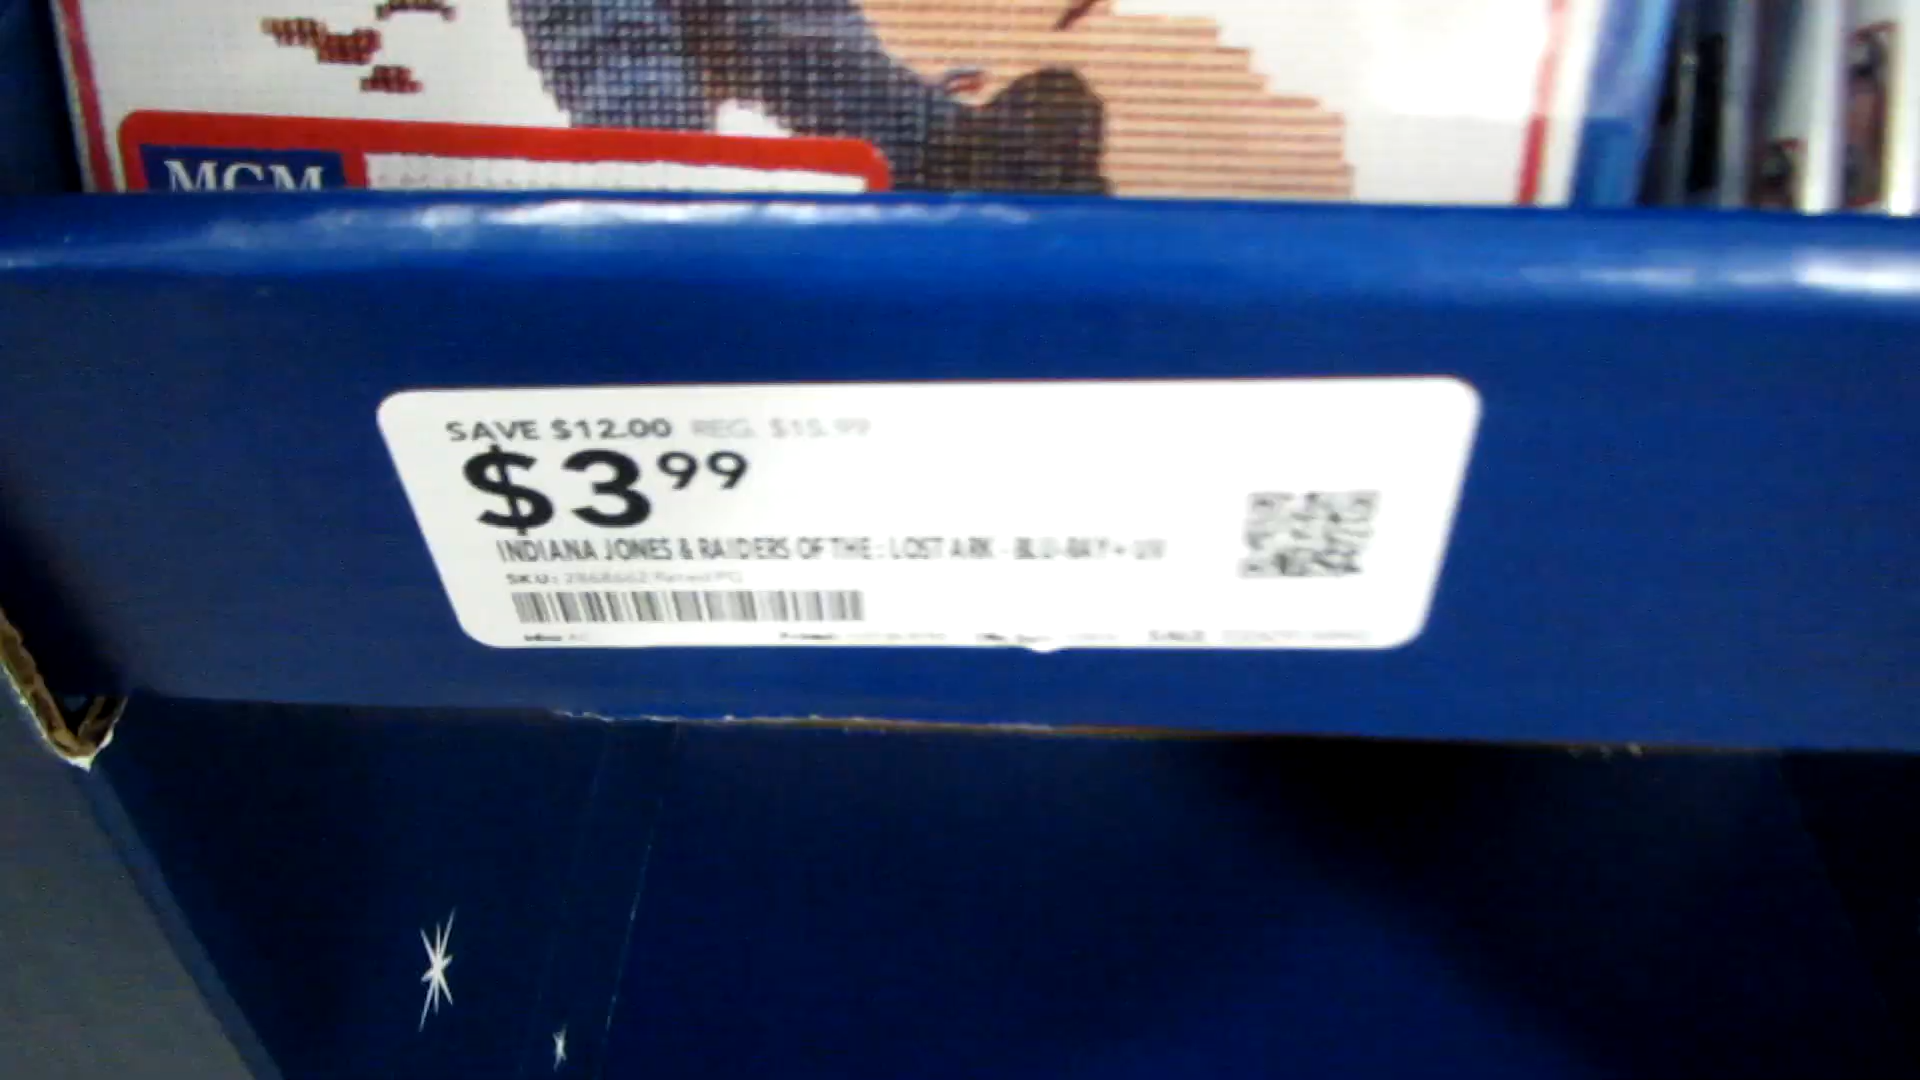 MGM
SAVE $12.00 REG. $15.99
$3 99
INDIANA JONES & RAIDERS OF THE: LOST ARK - BLU-RAY + UV
SKU: